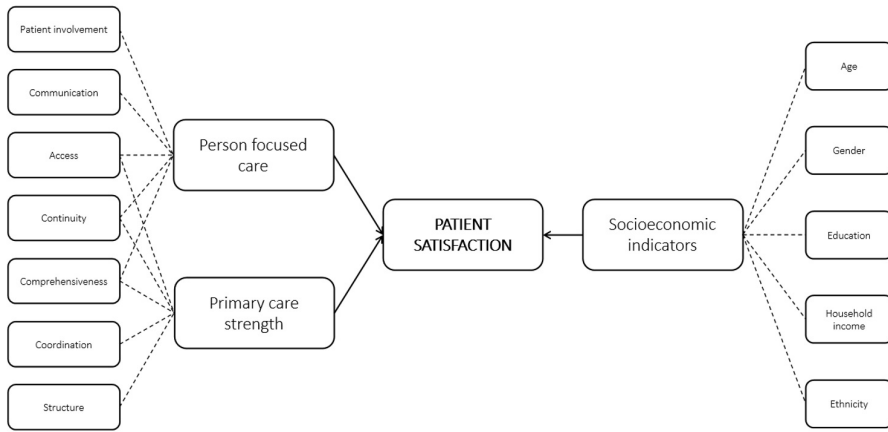 Patient involvement
Communication
Access
Continuity
Comprehensiveness
Coordination
Structure
Person focused
care
Primary care
strength
PATIENT
SATISFACTION
Socioeconomic
indicators
Age
Gender
Education
Household
income
Ethnicity